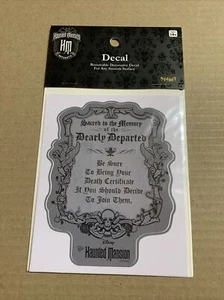 Haunted Mansion
HM
Decal
Removable Decorative Decal
For Any Smooth Surface
Sacred to the Memory
of the
Dearly Departed
Be Sure
To Bring Your
Death Certificate
If You Should Decide
To Join Them.
Disney
The Haunted Mansion